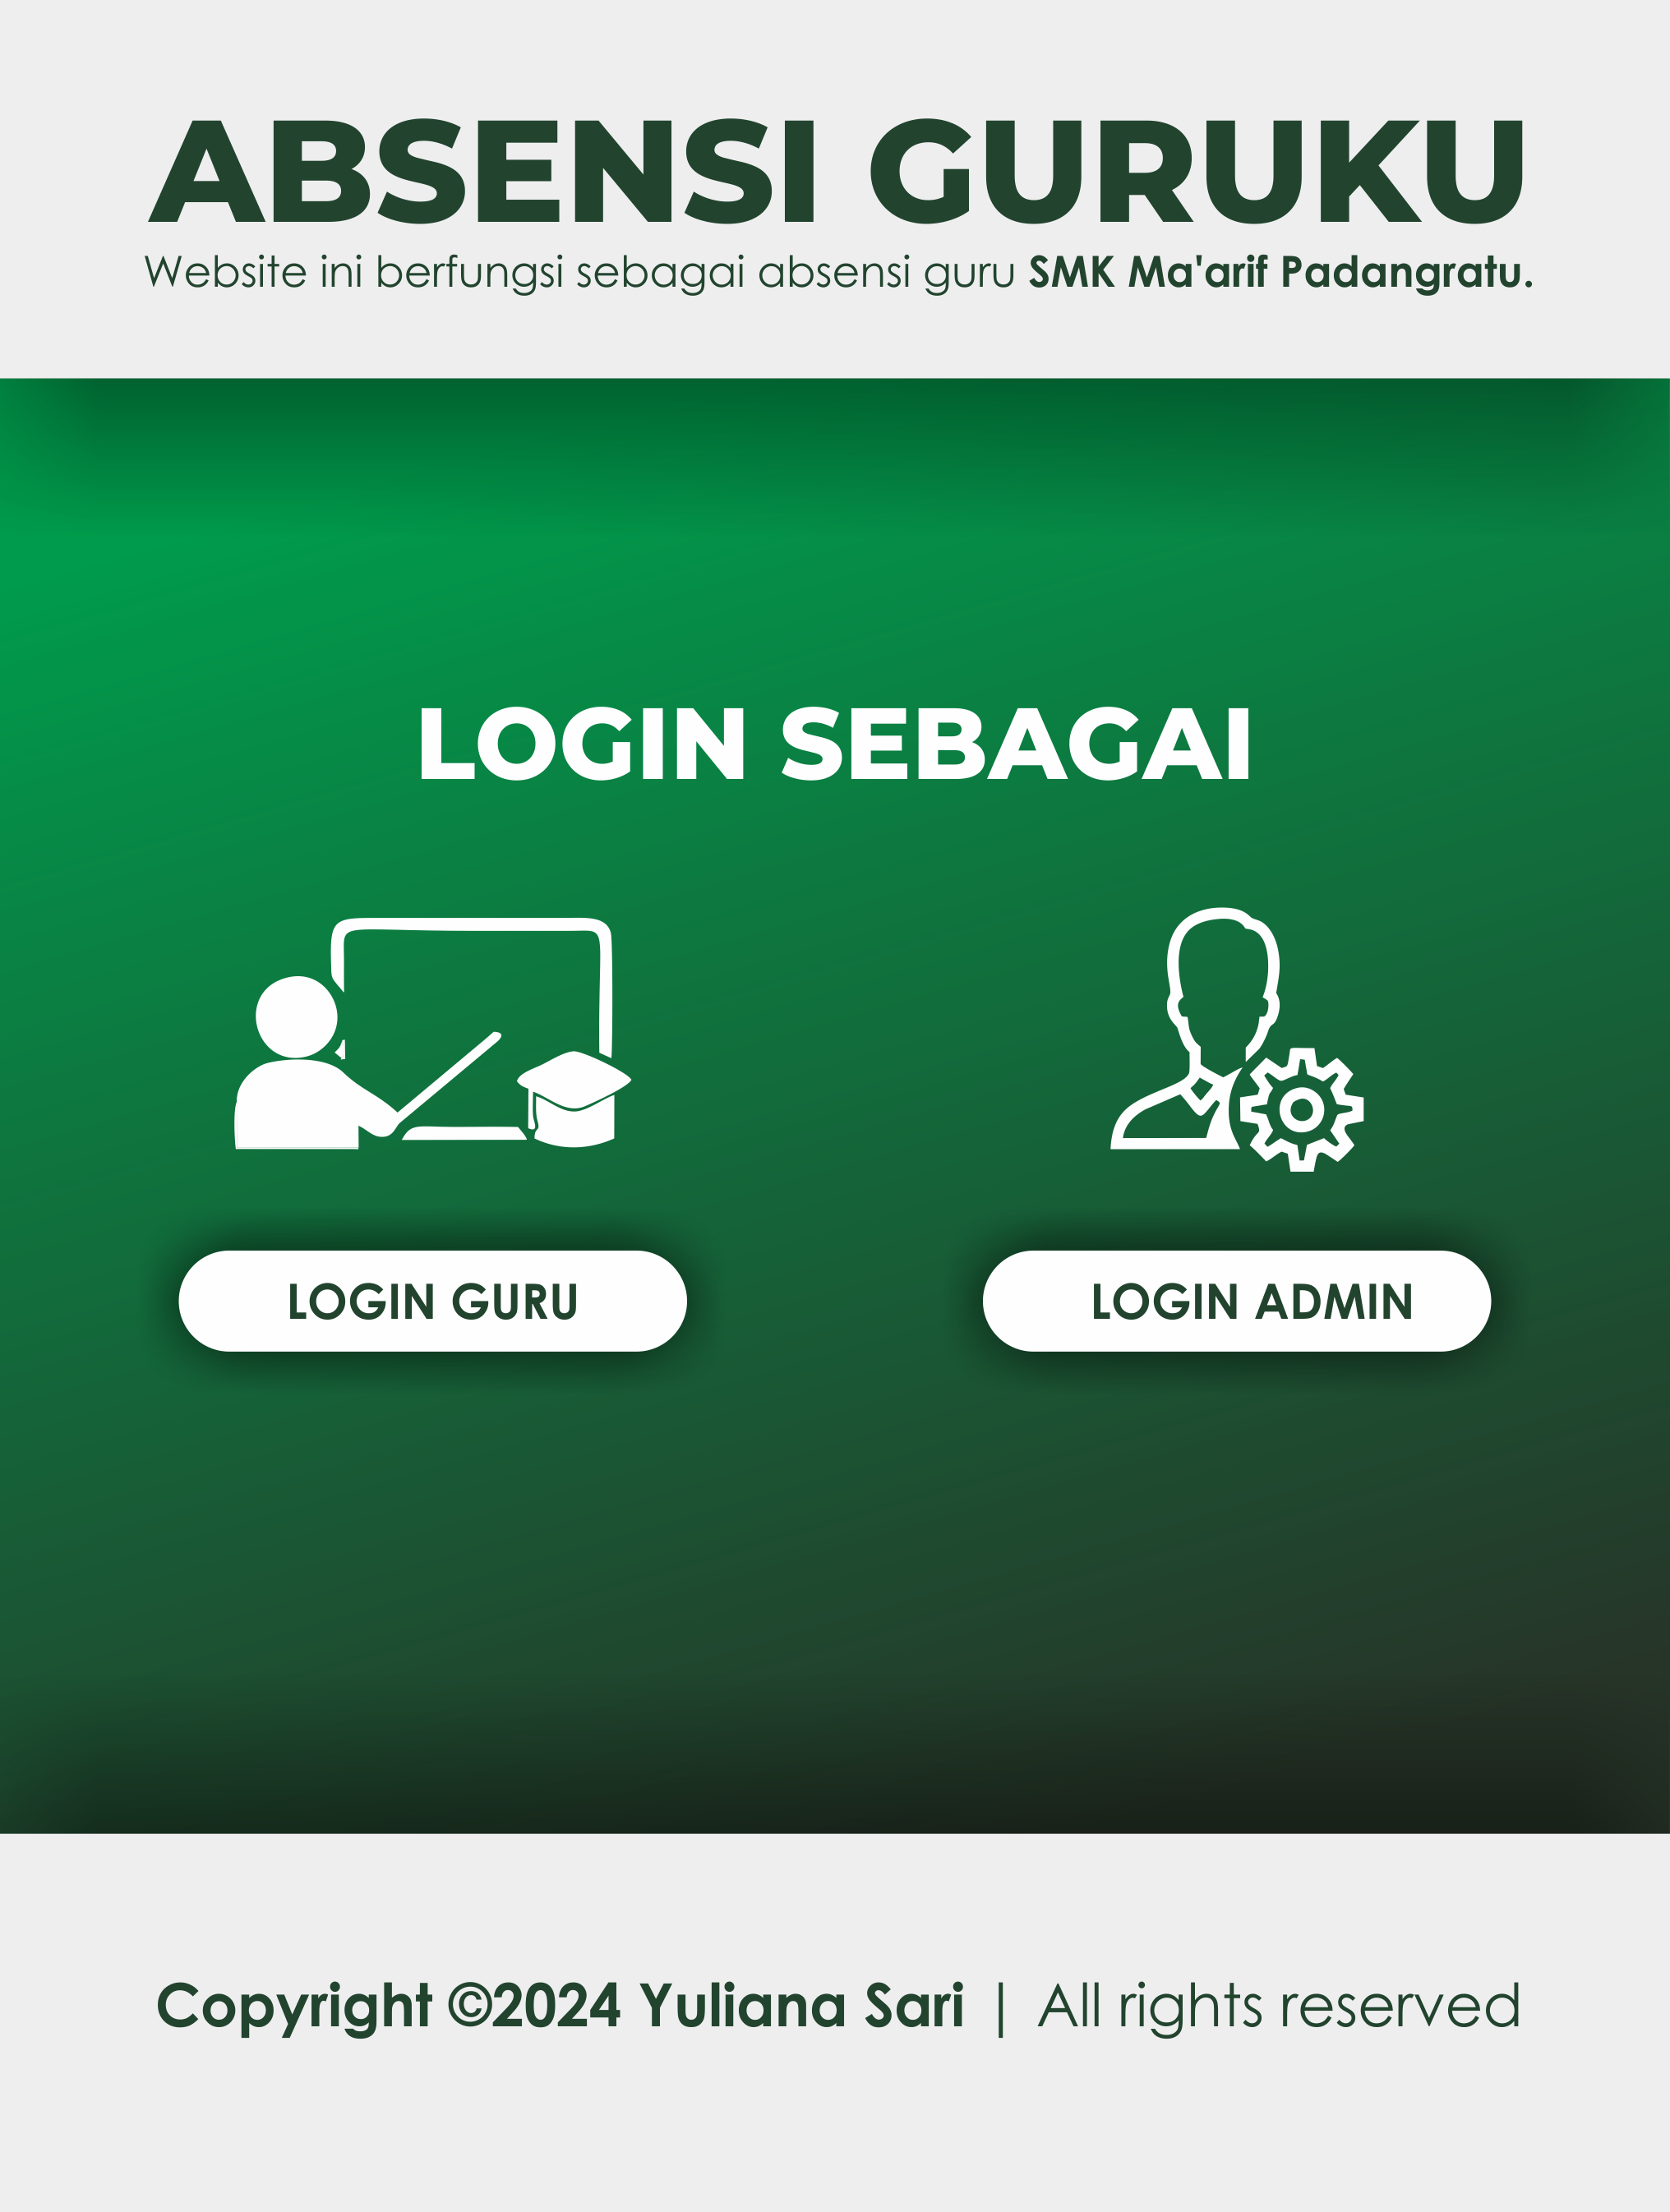 ABSENSI GURUKU
Website ini berfungsi sebagai absensi guru SMK Ma'arif Padangratu.
LOGIN SEBAGAI
LOGIN GURU
LOGIN ADMIN
Copyright ©2024 Yuliana Sari | All rights reserved